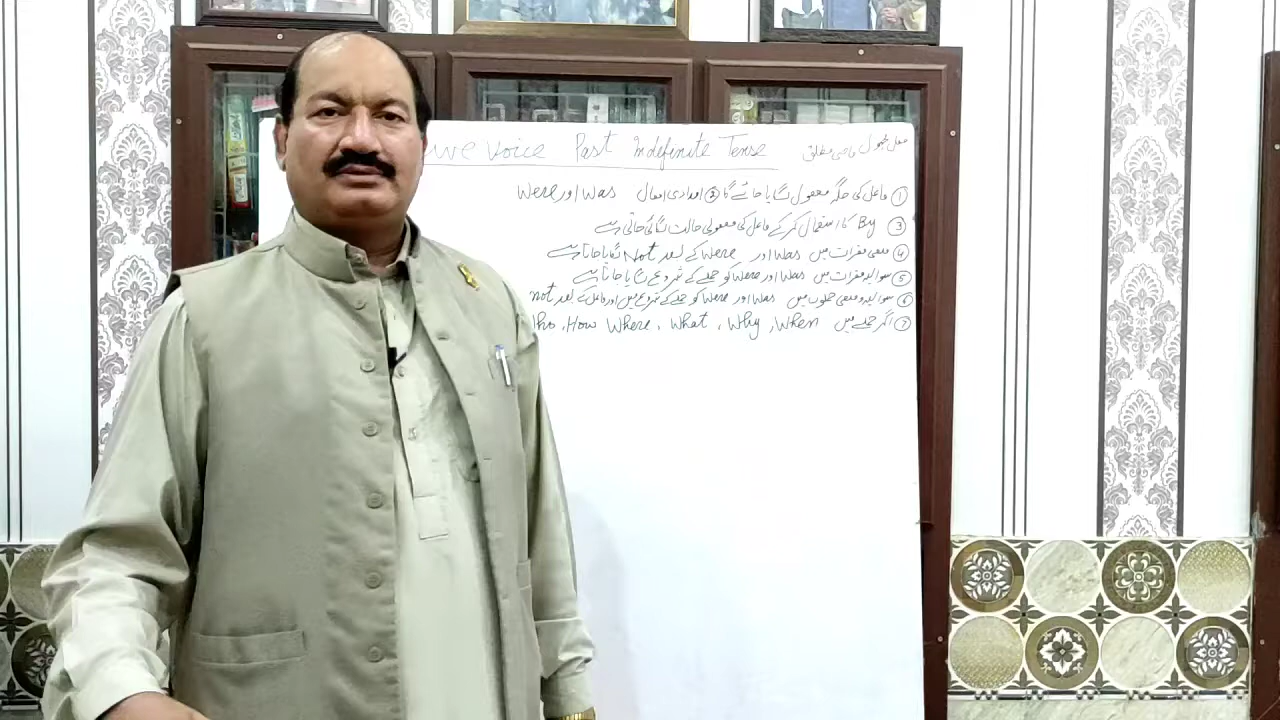 ive Voice Past Indefinite Tense فعل مجہول ماضی مطلق
① فاعل کی جگہ مفعول لگایا جائے گا ② امدادی افعال Was اور Were
③ By کا استعمال کرکے فاعل کی مفعولی حالت لگائی جاتی ہے
④ منفی فقرات میں Was اور Were کے بعد Not لگایا جاتا ہے
⑤ سوالیہ فقرات میں Was اور Were کو جملے کے شروع میں لگایا جاتا ہے
⑥ سوالیہ و منفی جملوں میں Was اور Were کو جملے کے شروع میں اور فاعل کے بعد not
⑦ اگر جملے میں When, Why, What, Where, How, Who